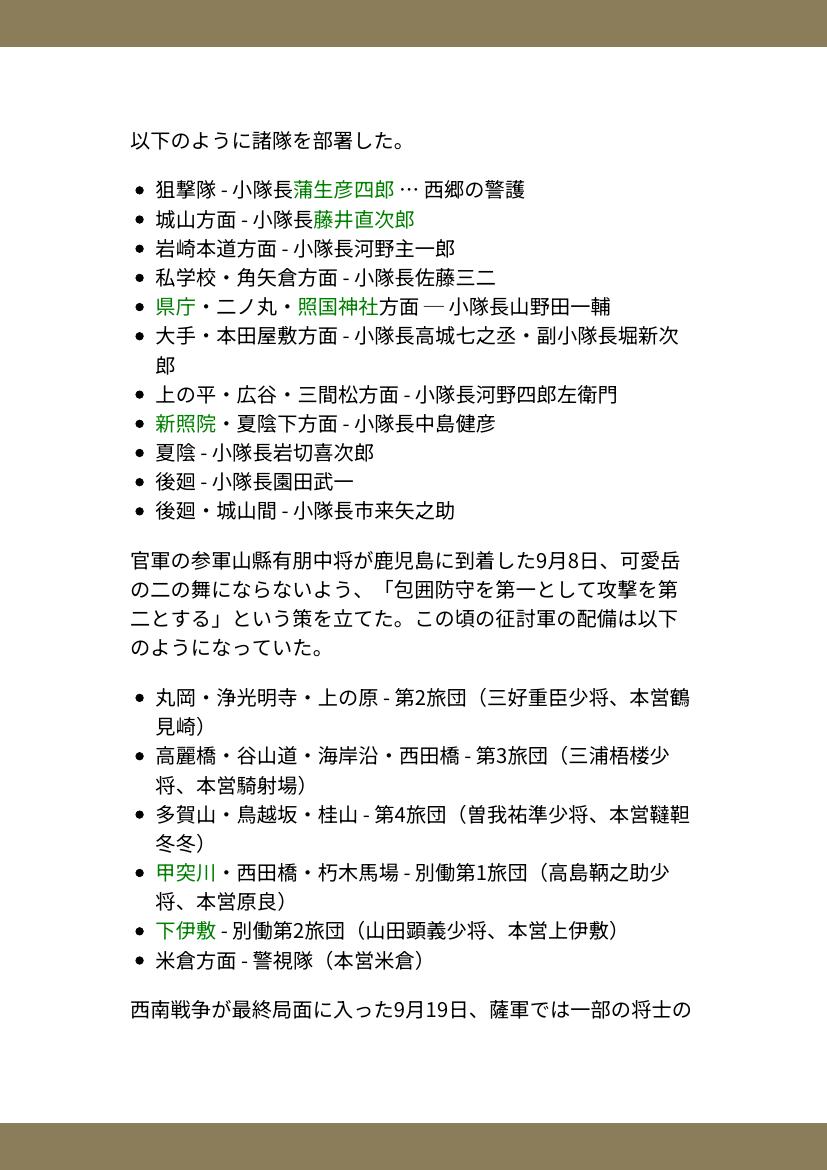 以下のように諸隊を部署した。
● 狙撃隊 - 小隊長蒲生彦四郎 … 西郷の警護
● 城山方面 - 小隊長藤井直次郎
● 岩崎本道方面 - 小隊長河野主一郎
● 私学校・角矢倉方面 - 小隊長佐藤三二
● 県庁・二ノ丸・照国神社方面 ─ 小隊長山野田一輔
● 大手・本田屋敷方面 - 小隊長高城七之丞・副小隊長堀新次
郎
● 上の平・広谷・三間松方面 - 小隊長河野四郎左衛門
● 新照院・夏陰下方面 - 小隊長中島健彦
● 夏陰 - 小隊長岩切喜次郎
● 後廻 - 小隊長園田武一
● 後廻・城山間 - 小隊長市来矢之助
官軍の参軍山縣有朋中将が鹿児島に到着した9月8日、可愛岳
の二の舞にならないよう、「包囲防守を第一として攻撃を第
二とする」という策を立てた。この頃の征討軍の配備は以下
のようになっていた。
● 丸岡・浄光明寺・上の原 - 第2旅団（三好重臣少将、本営鶴
見崎）
● 高麗橋・谷山道・海岸沿・西田橋 - 第3旅団（三浦梧楼少
将、本営騎射場）
● 多賀山・鳥越坂・桂山 - 第4旅団（曽我祐準少将、本営韃靼
冬冬）
● 甲突川・西田橋・朽木馬場 - 別働第1旅団（高島鞆之助少
将、本営原良）
● 下伊敷 - 別働第2旅団（山田顕義少将、本営上伊敷）
● 米倉方面 - 警視隊（本営米倉）
西南戦争が最終局面に入った9月19日、薩軍では一部の将士の